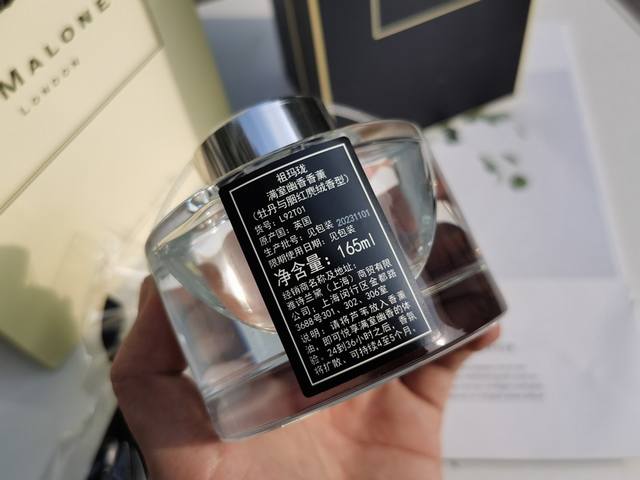 MALONE
LONDON
祖玛珑
满室幽香香薰
（牡丹与胭红麂绒香型）
货号：L92T01
原产国：英国
生产批号：见包装 20231101
限期使用日期：见包装
净含量：165ml
经销商名称及地址：
雅诗兰黛（上海）商贸有限
公司，上海闵行区金都路
3688号301、302、306室
说明：请将芦苇放入香薰
油，即可悦享满室幽香的体
验。24到36小时之后，香氛
将扩散，可持续4至5个月。